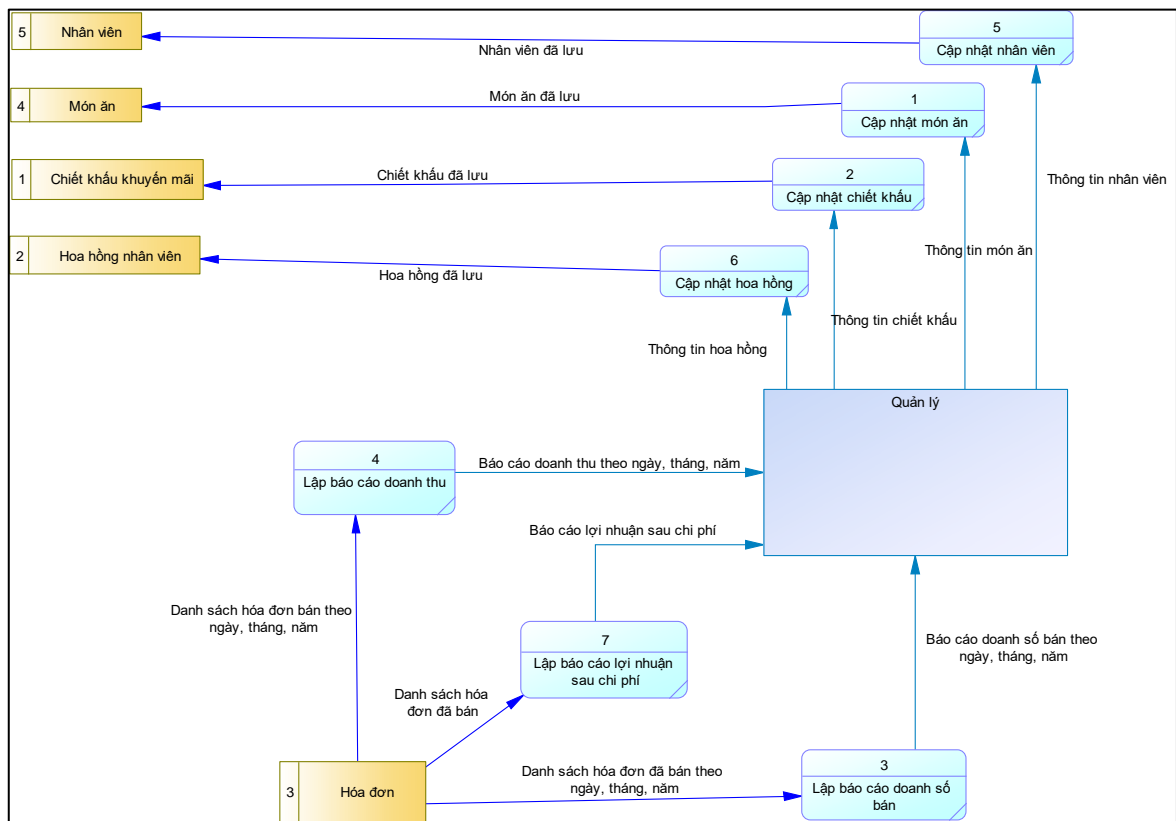 5
Nhân viên
5
Cập nhật nhân viên
Nhân viên đã lưu
4
Món ăn
Món ăn đã lưu
1
Cập nhật món ăn
1
Chiết khấu khuyến mãi
Chiết khấu đã lưu
2
Cập nhật chiết khấu
Thông tin nhân viên
2
Hoa hồng nhân viên
Hoa hồng đã lưu
6
Cập nhật hoa hồng
Thông tin món ăn
Thông tin chiết khấu
Thông tin hoa hồng
Quản lý
4
Lập báo cáo doanh thu
Báo cáo doanh thu theo ngày, tháng, năm
Báo cáo lợi nhuận sau chi phí
Danh sách hóa đơn bán theo
ngày, tháng, năm
7
Lập báo cáo lợi nhuận
sau chi phí
Báo cáo doanh số bán theo
ngày, tháng, năm
Danh sách hóa
đơn đã bán
3
Hóa đơn
Danh sách hóa đơn đã bán theo
ngày, tháng, năm
3
Lập báo cáo doanh số
bán